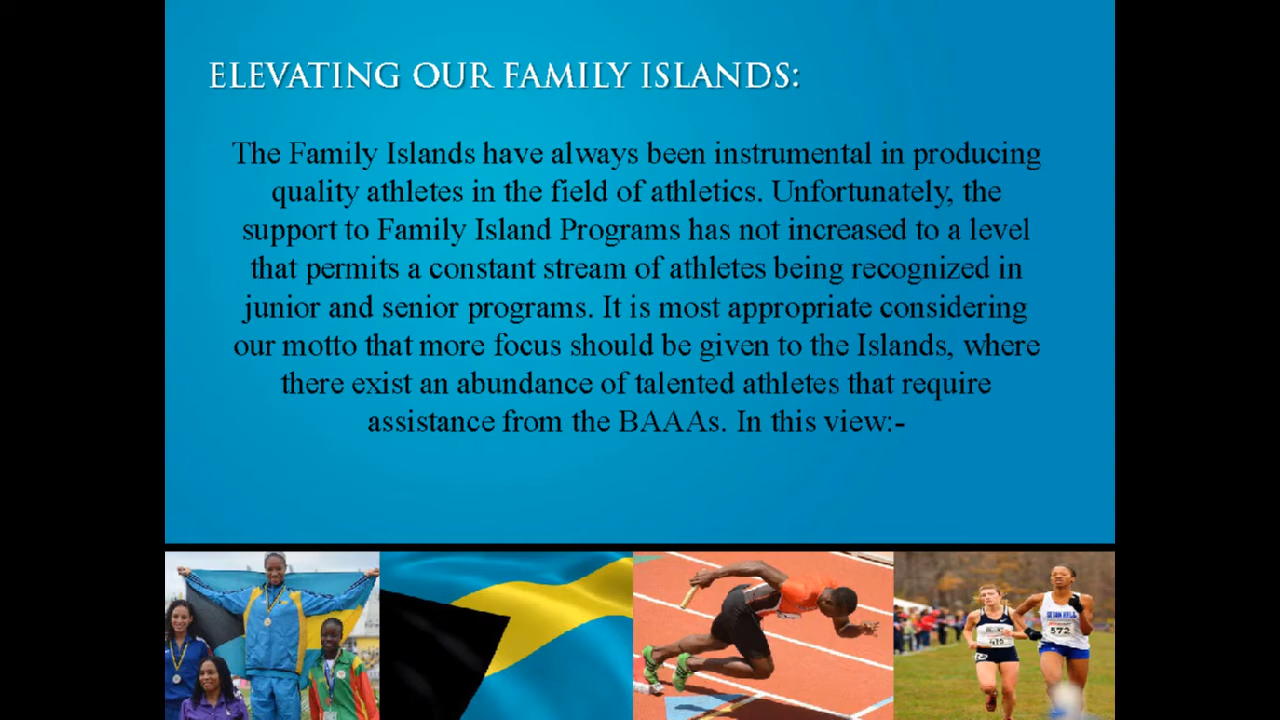 ELEVATING OUR FAMILY ISLANDS:
The Family Islands have always been instrumental in producing
quality athletes in the field of athletics. Unfortunately, the
support to Family Island Programs has not increased to a level
that permits a constant stream of athletes being recognized in
junior and senior programs. It is most appropriate considering
our motto that more focus should be given to the Islands, where
there exist an abundance of talented athletes that require
assistance from the BAAAs. In this view:-
572